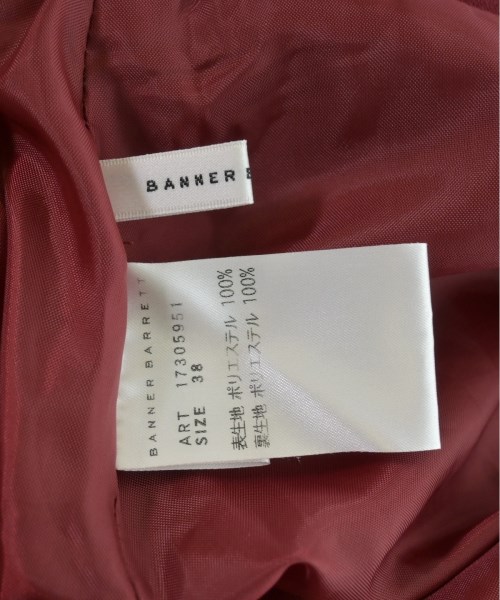 BANNER
BANNER BARRETT
ART 17305951
SIZE 38
表生地 ポリエステル 100%
裏生地 ポリエステル 100%